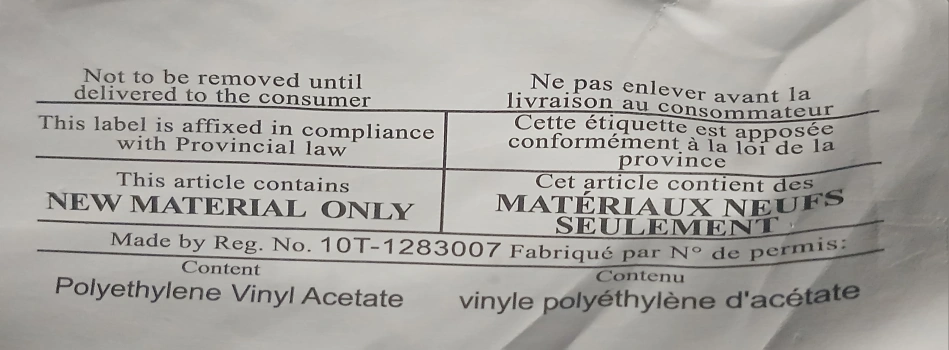 Not to be removed until
delivered to the consumer
Ne pas enlever avant la
livraison au consommateur
This label is affixed in compliance
with Provincial law
Cette étiquette est apposée
conformément à la loi de la
province
This article contains
NEW MATERIAL ONLY
Cet article contient des
MATÉRIAUX NEUFS
SEULEMENT
Made by Reg. No. 10T-1283007 Fabriqué par N° de permis:
Content
Polyethylene Vinyl Acetate
Contenu
vinyle polyéthylène d'acétate